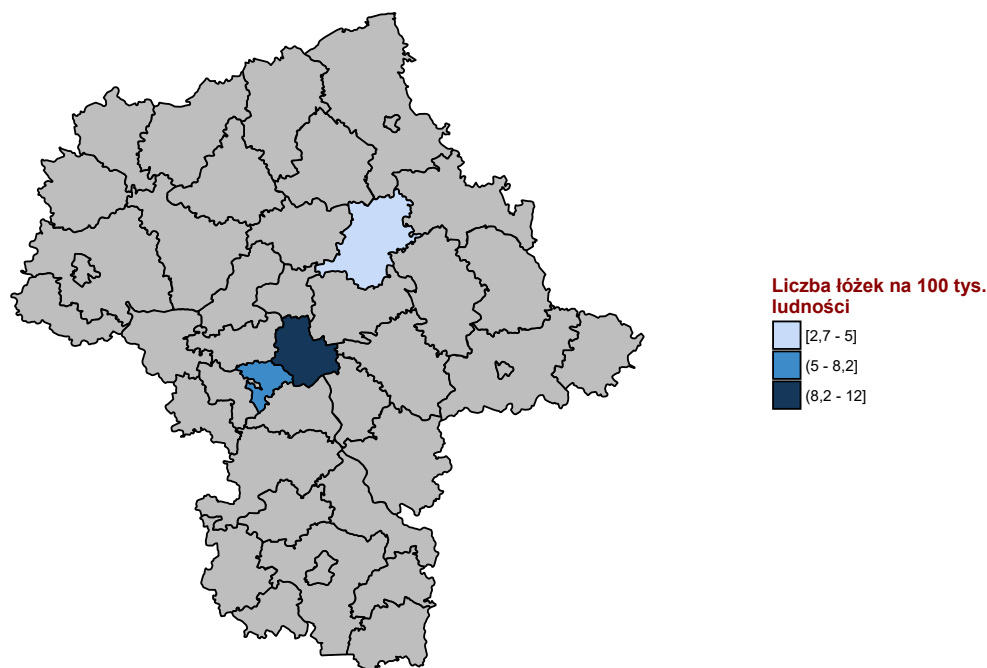 Liczba łóżek na 100 tys.
ludności
[2,7 - 5]
(5 - 8,2]
(8,2 - 12]